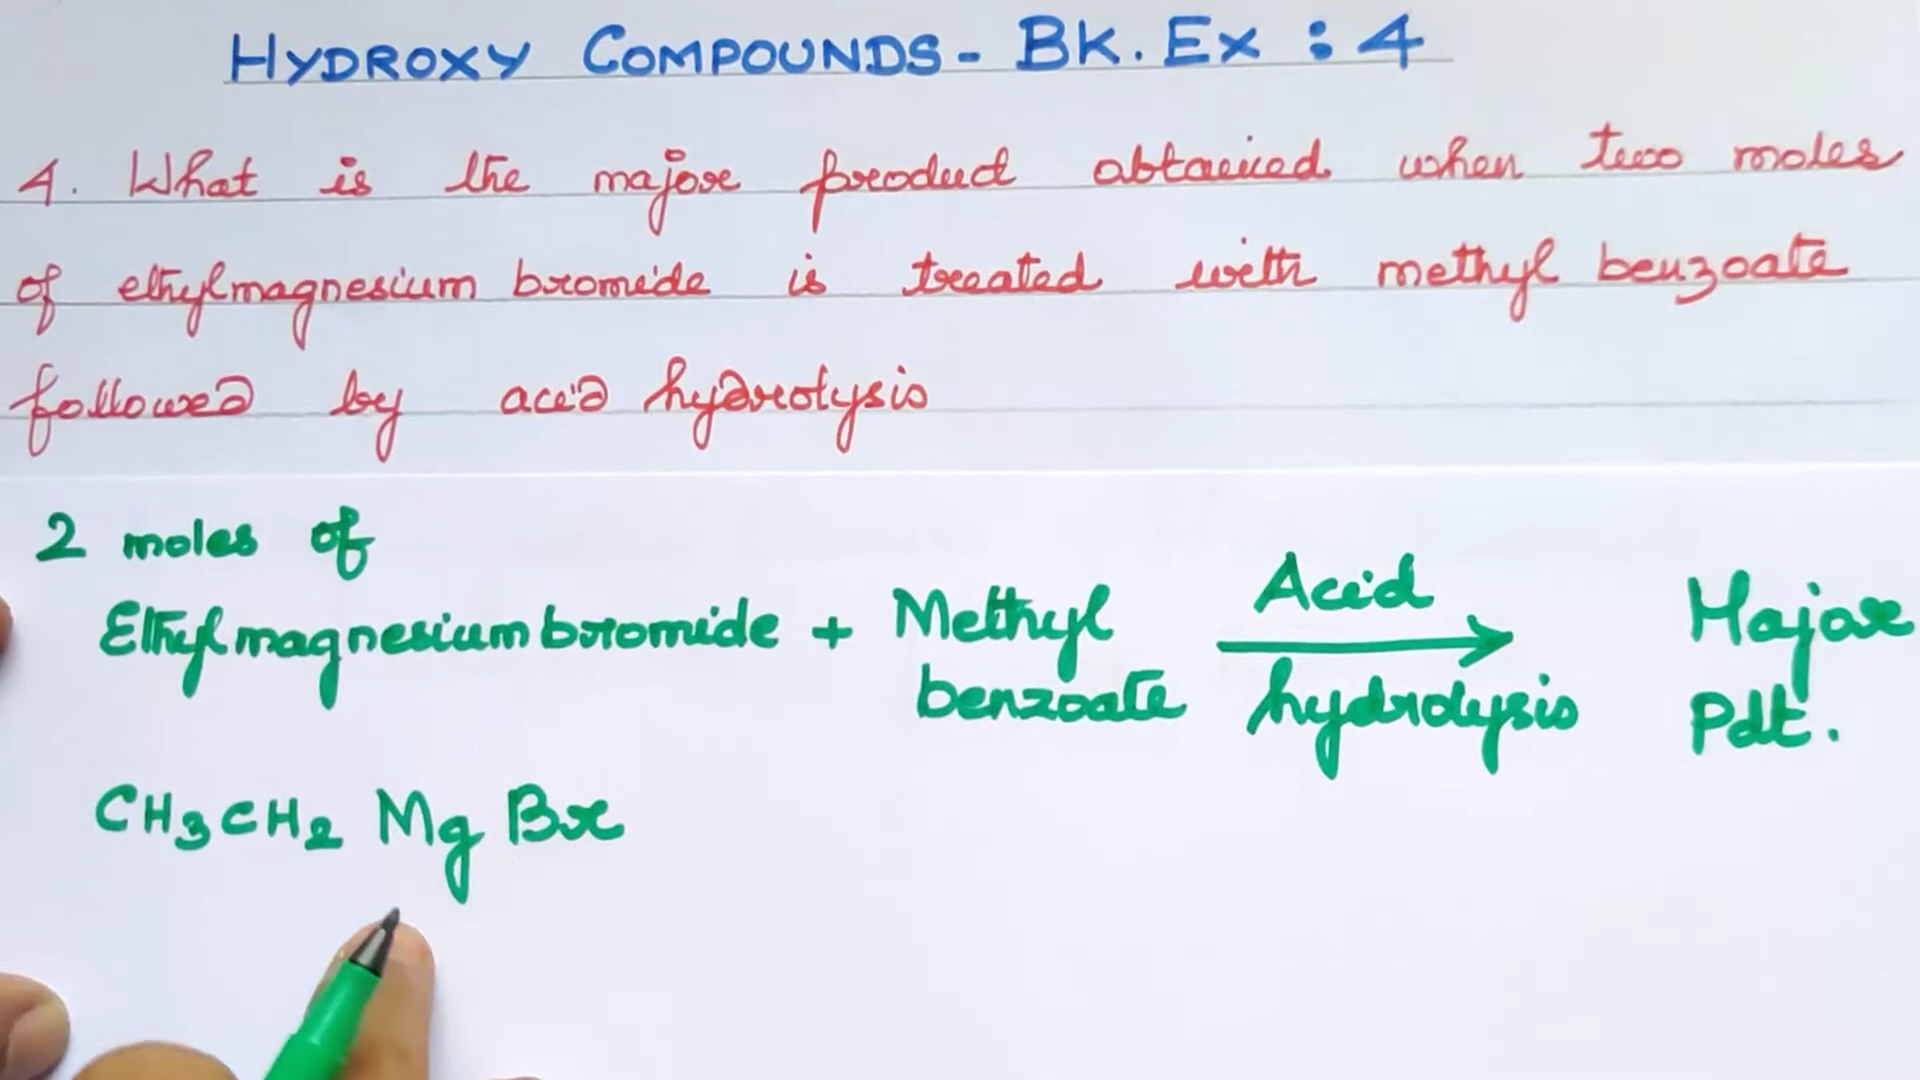 HYDROXY COMPOUNDS - BK. EX : 4
4. What is the major product obtained when two moles
of ethylmagnesium bromide is treated with methyl benzoate
followed by acid hydrolysis
2 moles of
Ethylmagnesium bromide + Methyl benzoate
Acid hydrolysis
Major Pdt.
CH3CH2 Mg Br